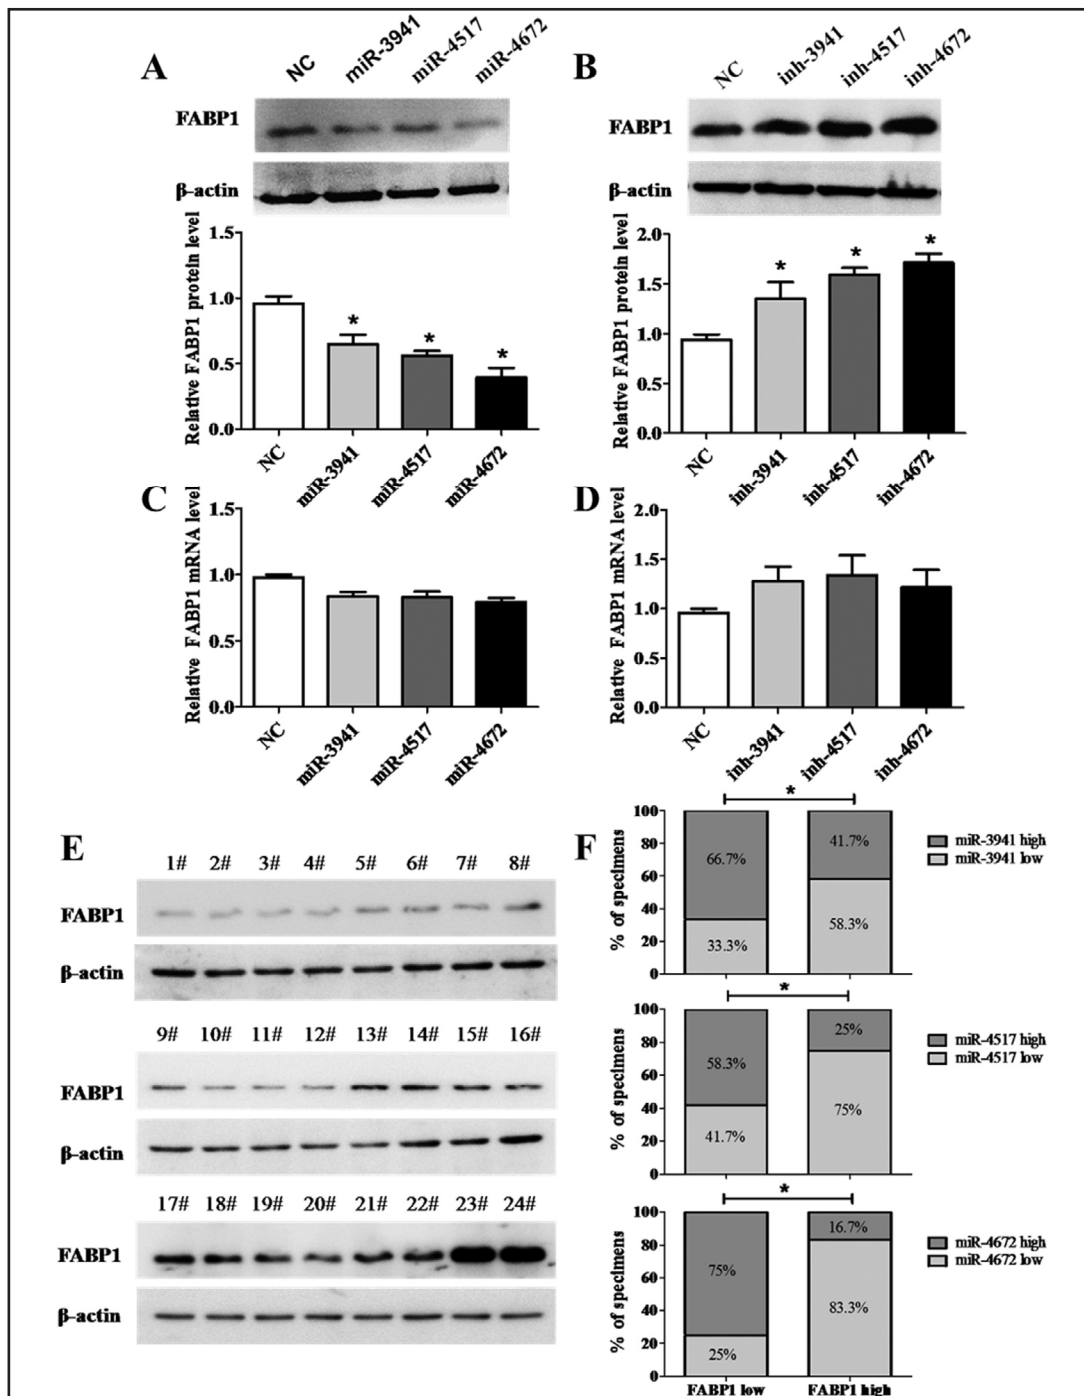 A
NC miR-3941 miR-4517 miR-4672
FABP1
β-actin
Relative FABP1 protein level
1.5
1.0
0.5
0.0
* * *
NC miR-3941 miR-4517 miR-4672
B
NC inh-3941 inh-4517 inh-4672
FABP1
β-actin
Relative FABP1 protein level
2.0
1.5
1.0
0.5
0.0
* * *
NC inh-3941 inh-4517 inh-4672
C
Relative FABP1 mRNA level
1.5
1.0
0.5
0.0
NC miR-3941 miR-4517 miR-4672
D
Relative FABP1 mRNA level
2.0
1.5
1.0
0.5
0.0
NC inh-3941 inh-4517 inh-4672
E
1# 2# 3# 4# 5# 6# 7# 8#
FABP1
β-actin
9# 10# 11# 12# 13# 14# 15# 16#
FABP1
β-actin
17# 18# 19# 20# 21# 22# 23# 24#
FABP1
β-actin
F
*
% of specimens
100
80
60
40
20
0
66.7% 41.7%
33.3% 58.3%
miR-3941 high
miR-3941 low
*
% of specimens
100
80
60
40
20
0
58.3% 25%
41.7% 75%
miR-4517 high
miR-4517 low
*
% of specimens
100
80
60
40
20
0
75% 16.7%
25% 83.3%
miR-4672 high
miR-4672 low
FABP1 low FABP1 high